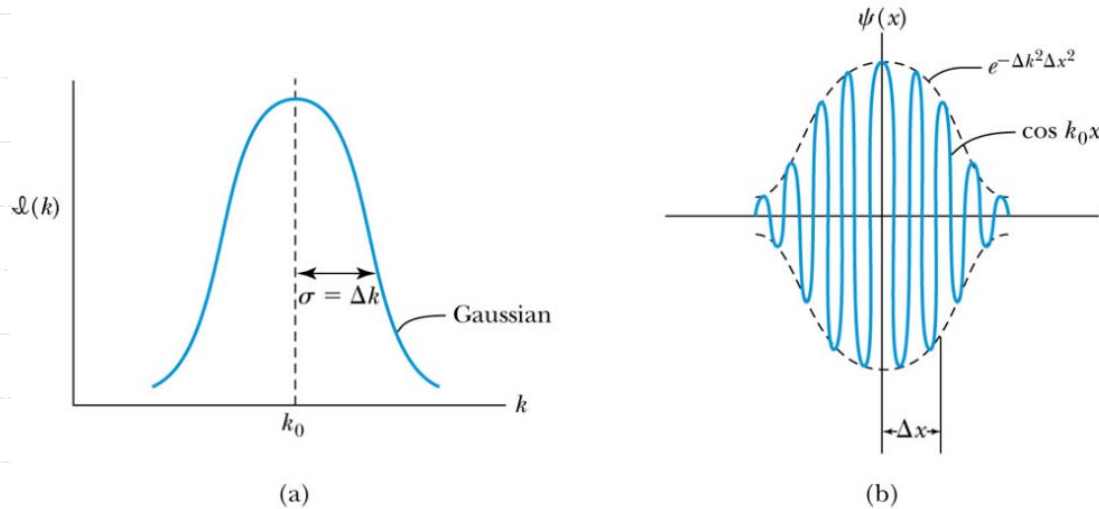 ℐ(k)
σ = Δk
Gaussian
k
k₀
(a)
ψ(x)
e^−Δk²Δx²
cos k₀x
Δx
(b)